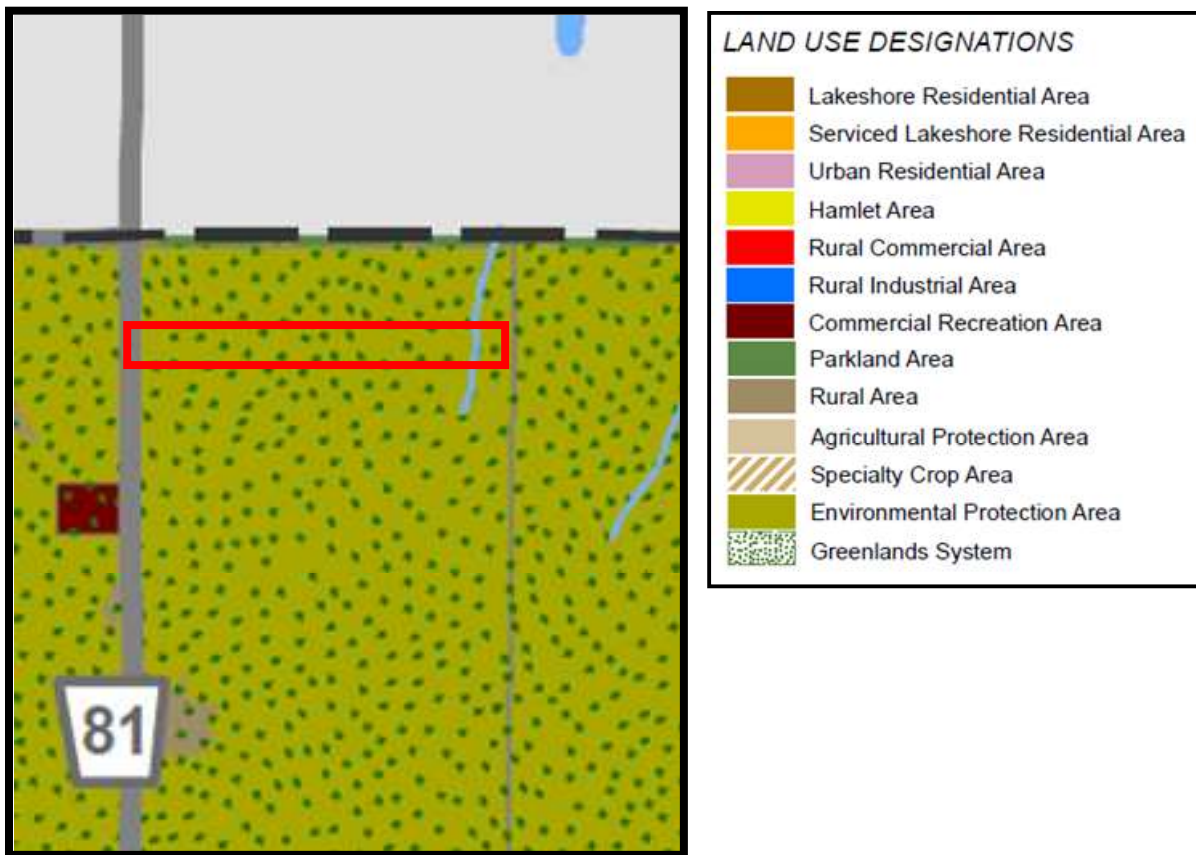 81
LAND USE DESIGNATIONS
Lakeshore Residential Area
Serviced Lakeshore Residential Area
Urban Residential Area
Hamlet Area
Rural Commercial Area
Rural Industrial Area
Commercial Recreation Area
Parkland Area
Rural Area
Agricultural Protection Area
Specialty Crop Area
Environmental Protection Area
Greenlands System